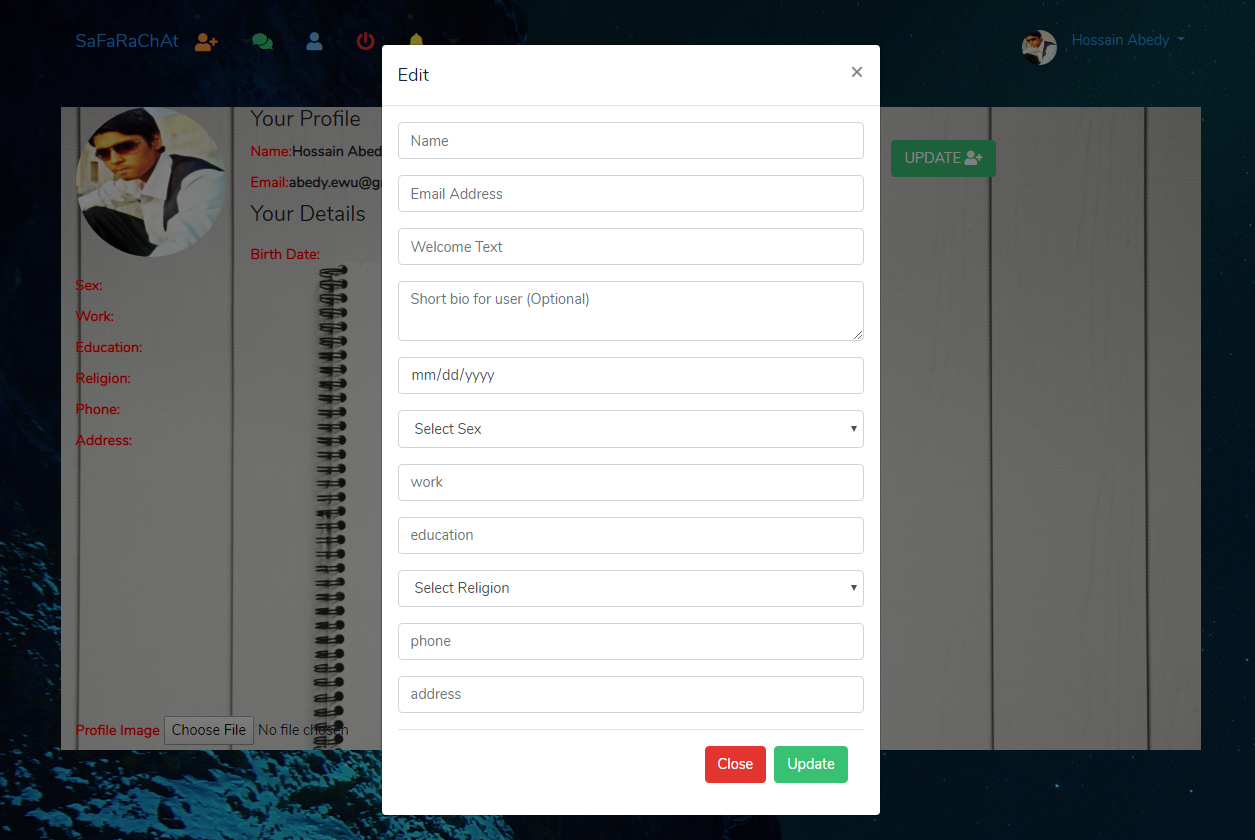 SaFaRaChAt
Hossain Abedy
Edit
×
Your Profile
Name:Hossain Abed
Email:abedy.ewu@g
Your Details
Birth Date:
Sex:
Work:
Education:
Religion:
Phone:
Address:
Profile Image Choose File No file chosen
Name
Email Address
Welcome Text
Short bio for user (Optional)
mm/dd/yyyy
Select Sex
work
education
Select Religion
phone
address
Close Update
UPDATE